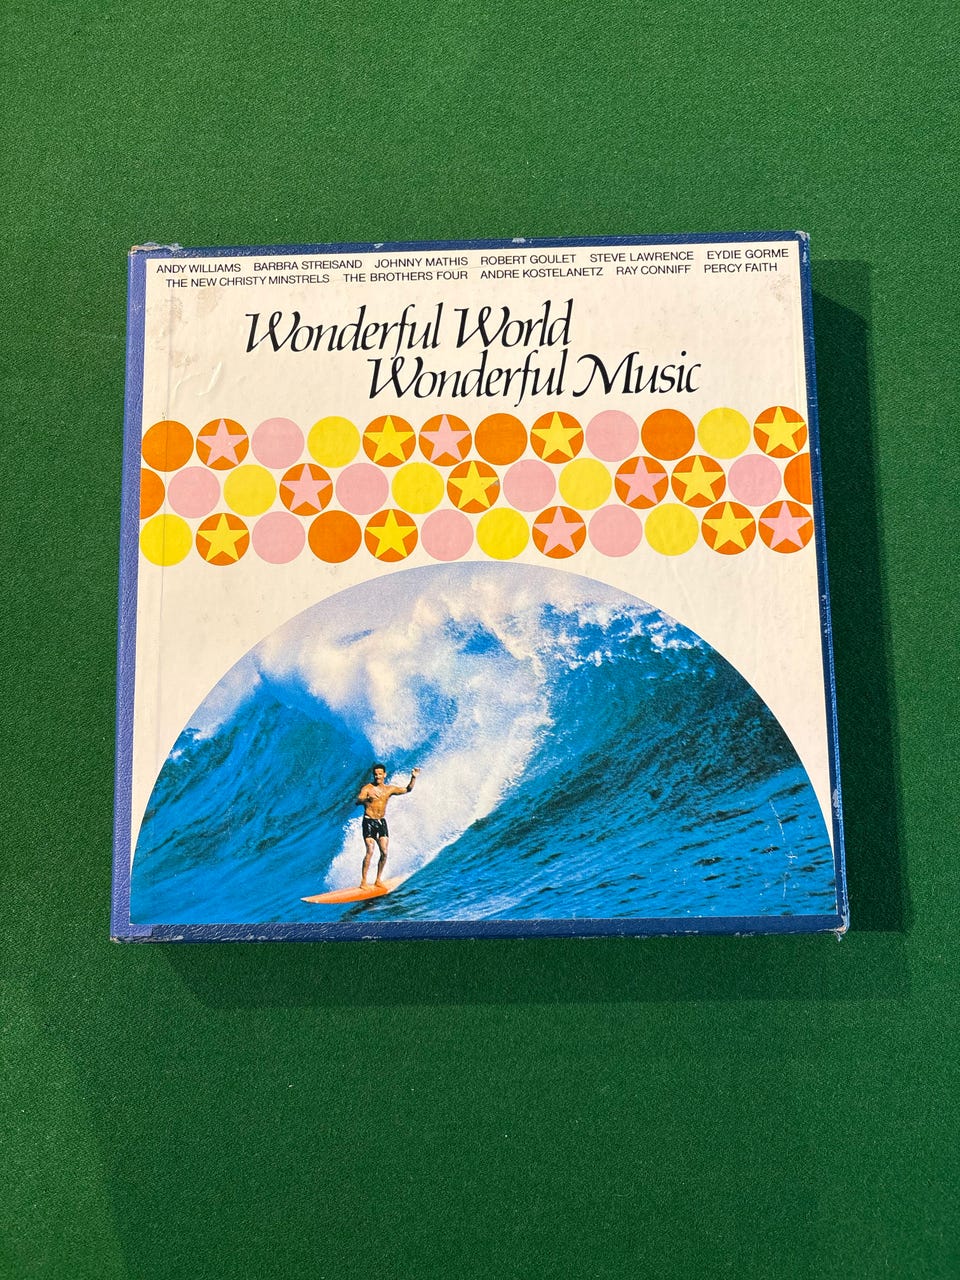 ANDY WILLIAMS BARBRA STREISAND JOHNNY MATHIS ROBERT GOULET STEVE LAWRENCE EYDIE GORME
THE NEW CHRISTY MINSTRELS THE BROTHERS FOUR ANDRE KOSTELANETZ RAY CONNIFF PERCY FAITH
Wonderful World
Wonderful Music